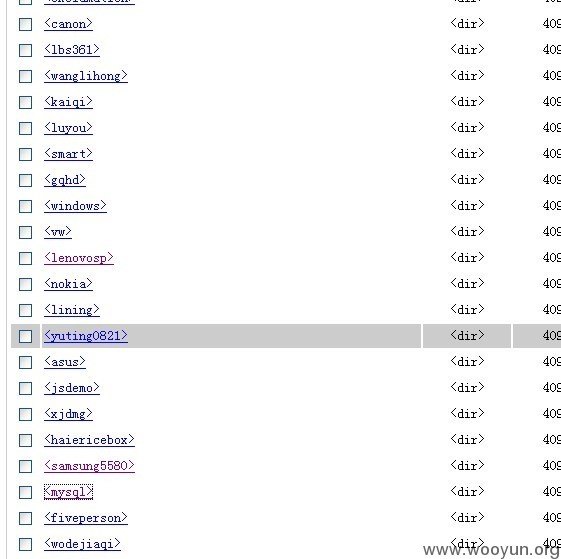 <canon> <dir> 409
<lbs361> <dir> 409
<wanglihong> <dir> 409
<kaiqi> <dir> 409
<luyou> <dir> 409
<smart> <dir> 409
<gqhd> <dir> 409
<windows> <dir> 409
<vw> <dir> 409
<lenovosp> <dir> 409
<nokia> <dir> 409
<lining> <dir> 409
<yuting0821> <dir> 409
<asus> <dir> 409
<jsdemo> <dir> 409
<xjdmg> <dir> 409
<haiericebox> <dir> 409
<samsung5580> <dir> 409
<mysql> <dir> 409
<fiveperson> <dir> 409
<wodejiaqi> <dir> 409
www.wooyun.org